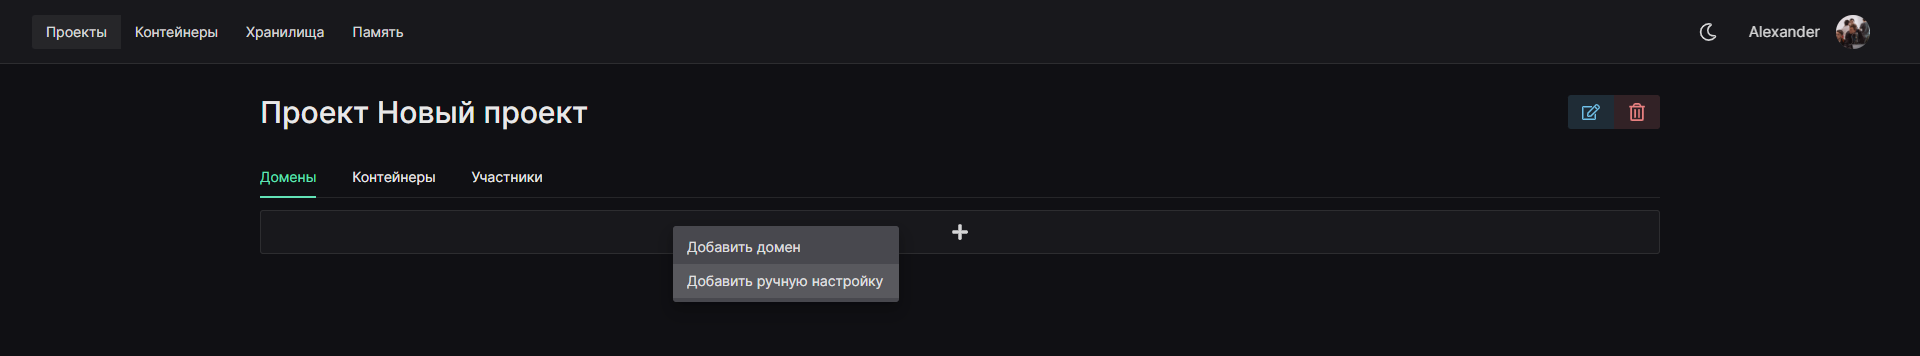 Проекты Контейнеры Хранилища Память Alexander
Проект Новый проект
Домены Контейнеры Участники
Добавить домен
Добавить ручную настройку